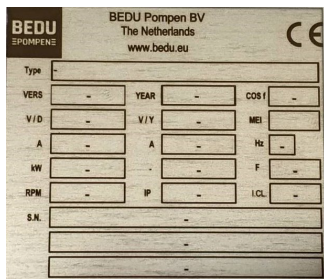 BEDU
POMPEN
BEDU Pompen BV
The Netherlands
www.bedu.eu
CE
Type -
VERS - YEAR - COS f -
V / D - V / Y - MEI
A - A - Hz -
kW - - - F -
RPM - IP - I.CL. -
S.N. -
-
-